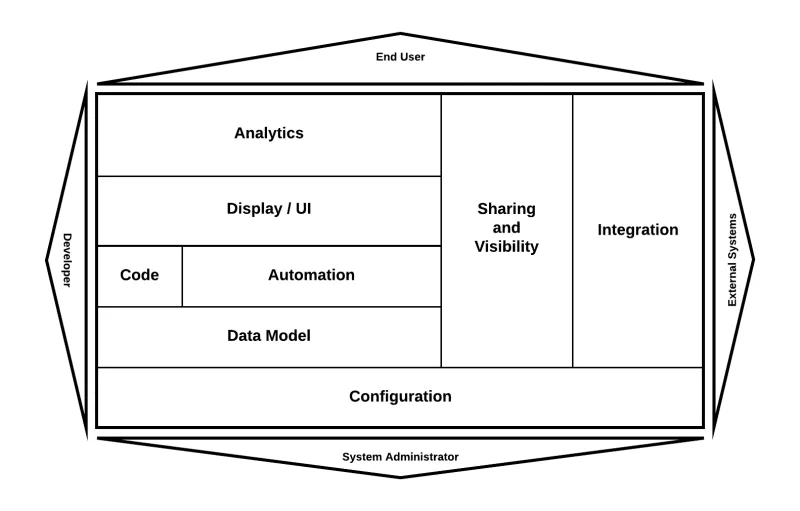 End User
Analytics
Display / UI
Sharing
and
Visibility
Integration
Developer
External Systems
Code
Automation
Data Model
Configuration
System Administrator